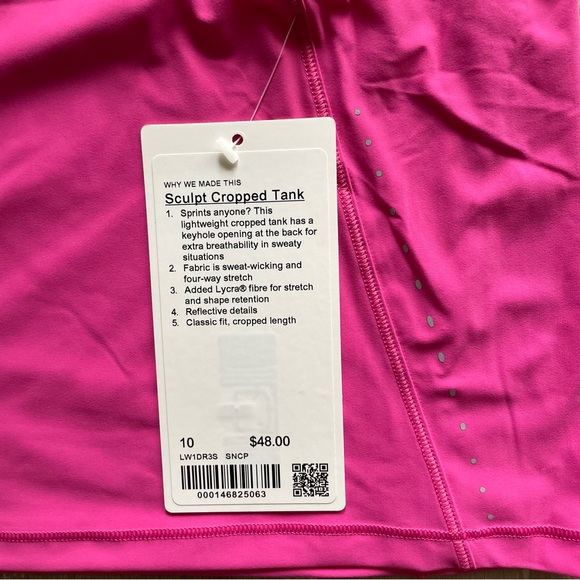 WHY WE MADE THIS
Sculpt Cropped Tank
1. Sprints anyone? This
lightweight cropped tank has a
keyhole opening at the back for
extra breathability in sweaty
situations
2. Fabric is sweat-wicking and
four-way stretch
3. Added Lycra® fibre for stretch
and shape retention
4. Reflective details
5. Classic fit, cropped length
10 $48.00
LW1DR3S SNCP
000146825063